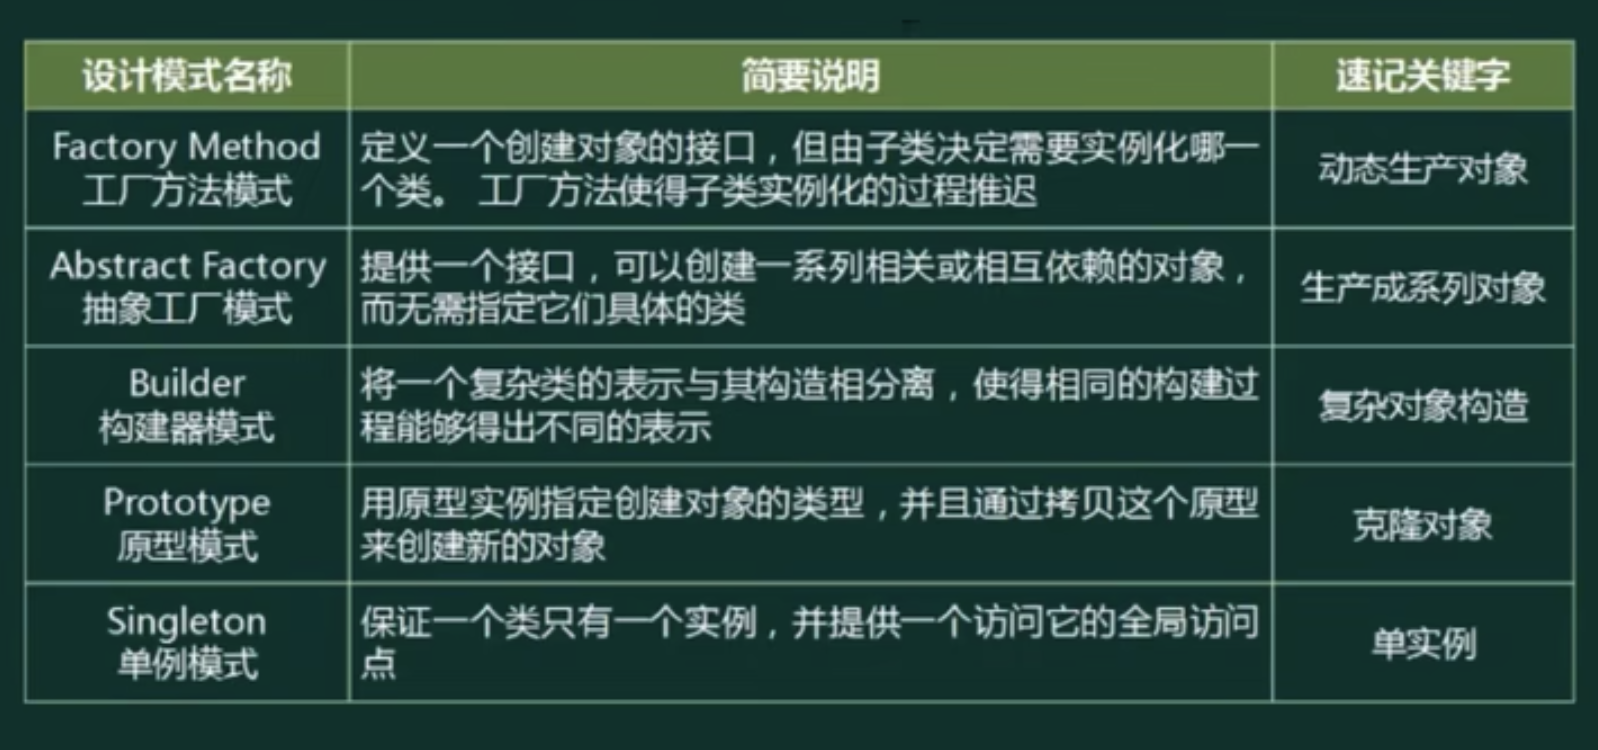 设计模式名称
简要说明
速记关键字
Factory Method
工厂方法模式
定义一个创建对象的接口，但由子类决定需要实例化哪一
个类。 工厂方法使得子类实例化的过程推迟
动态生产对象
Abstract Factory
抽象工厂模式
提供一个接口，可以创建一系列相关或相互依赖的对象，
而无需指定它们具体的类
生产成系列对象
Builder
构建器模式
将一个复杂类的表示与其构造相分离，使得相同的构建过
程能够得出不同的表示
复杂对象构造
Prototype
原型模式
用原型实例指定创建对象的类型，并且通过拷贝这个原型
来创建新的对象
克隆对象
Singleton
单例模式
保证一个类只有一个实例，并提供一个访问它的全局访问
点
单实例